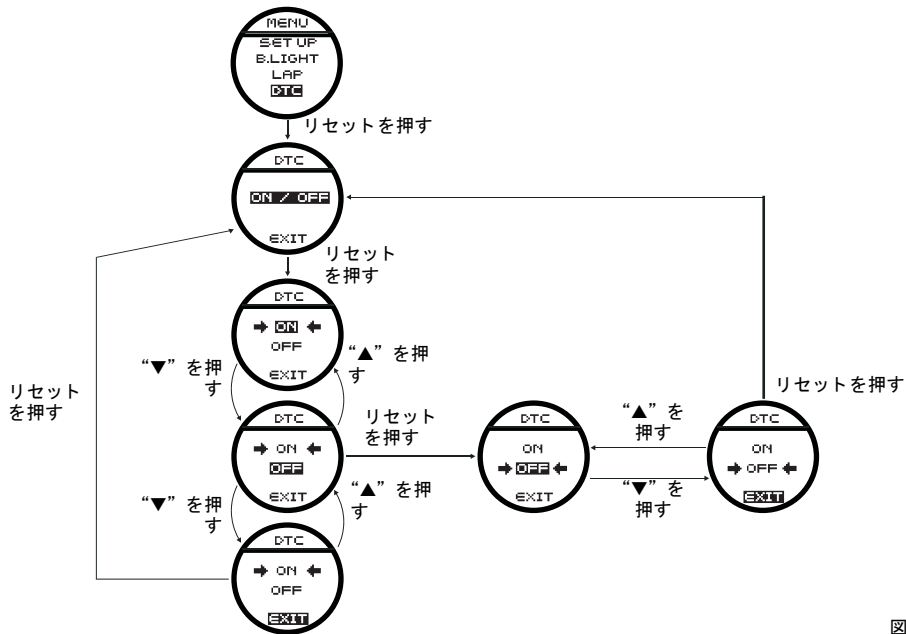 MENU
SET UP
B.LIGHT
LAP
DTC
リセットを押す
DTC
ON / OFF
EXIT
リセット
を押す
DTC
ON
OFF
EXIT
“▼” を押
す
“▲” を押
す
リセット
を押す
DTC
ON
OFF
EXIT
リセット
を押す
DTC
ON
OFF
EXIT
“▲” を
押す
“▼” を
押す
リセットを押す
DTC
ON
OFF
EXIT
“▼” を押
す
“▲” を押
す
DTC
ON
OFF
EXIT
図